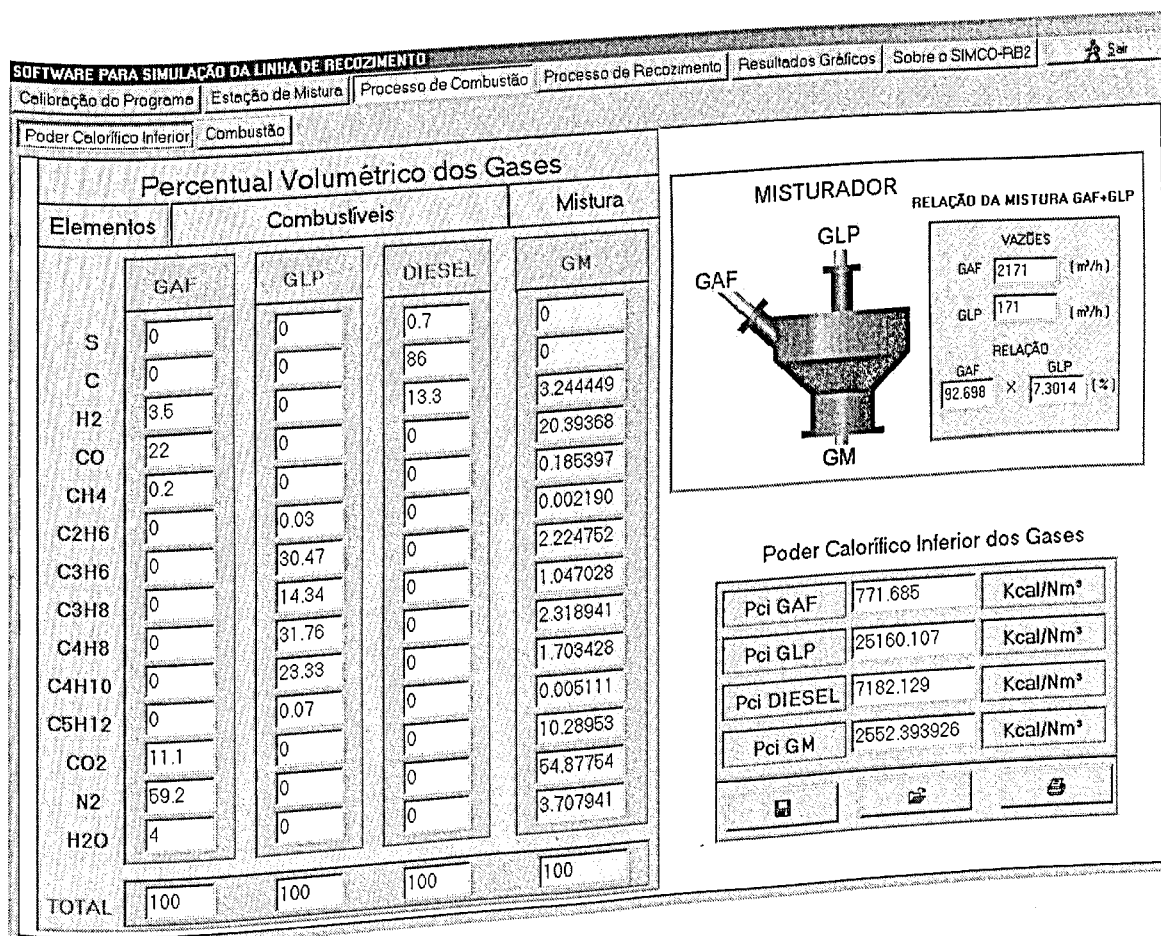 SOFTWARE PARA SIMULAÇÃO DA LINHA DE RECOZIMENTO
Calibração do Programa Estação de Mistura Processo de Combustão Processo de Recozimento Resultados Gráficos Sobre o SIMCO-RB2 Sair
Poder Calorífico Inferior Combustão
Percentual Volumétrico dos Gases
Elementos Combustíveis Mistura
GAF GLP DIESEL GM
S 0 0 0.7 0
C 0 0 86 0
H2 3.5 0 13.3 3.244449
CO 22 0 0 20.39368
CH4 0.2 0 0 0.185397
C2H6 0 0.03 0 0.002190
C3H6 0 30.47 0 2.224752
C3H8 0 14.34 0 1.047028
C4H8 0 31.76 0 2.318941
C4H10 0 23.33 0 1.703428
C5H12 0 0.07 0 0.005111
CO2 11.1 0 0 10.28953
N2 59.2 0 0 54.87754
H2O 4 0 0 3.707941
TOTAL 100 100 100 100
MISTURADOR
GLP
GAF
GM
RELAÇÃO DA MISTURA GAF+GLP
VAZÕES
GAF 2171 (m³/h)
GLP 171 (m³/h)
RELAÇÃO
GAF GLP
92.698 X 7.3014 (%)
Poder Calorífico Inferior dos Gases
Pci GAF 771.685 Kcal/Nm³
Pci GLP 25160.107 Kcal/Nm³
Pci DIESEL 7182.129 Kcal/Nm³
Pci GM 2552.393926 Kcal/Nm³